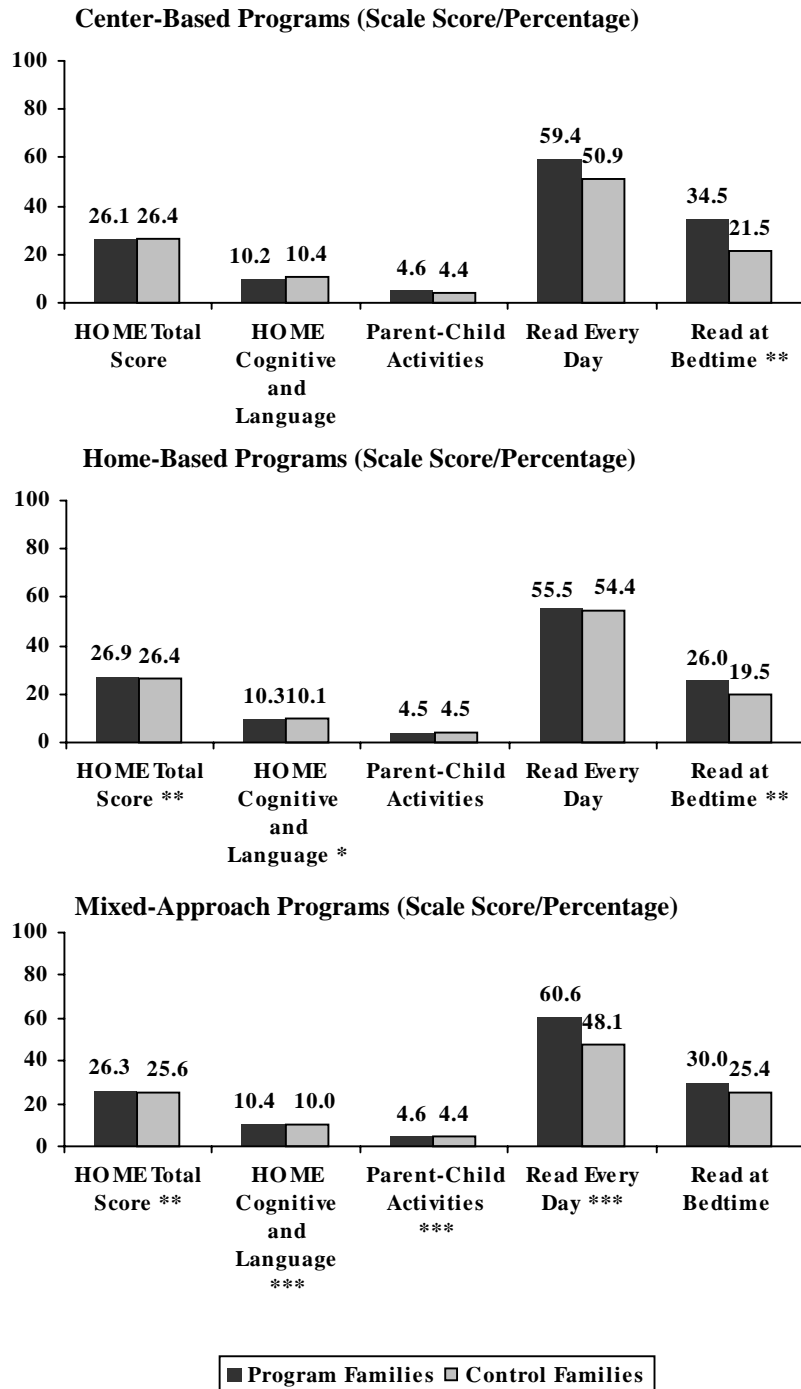 Center-Based Programs (Scale Score/Percentage)
100
80
60
40
20
0
26.1 26.4
10.2 10.4
4.6 4.4
59.4 50.9
34.5 21.5
HOME Total
Score
HOME
Cognitive
and
Language
Parent-Child
Activities
Read Every
Day
Read at
Bedtime **
Home-Based Programs (Scale Score/Percentage)
100
80
60
40
20
0
26.9 26.4
10.3 10.1
4.5 4.5
55.5 54.4
26.0 19.5
HOME Total
Score **
HOME
Cognitive
and
Language *
Parent-Child
Activities
Read Every
Day
Read at
Bedtime **
Mixed-Approach Programs (Scale Score/Percentage)
100
80
60
40
20
0
26.3 25.6
10.4 10.0
4.6 4.4
60.6 48.1
30.0 25.4
HOME Total
Score **
HOME
Cognitive
and
Language
***
Parent-Child
Activities
***
Read Every
Day ***
Read at
Bedtime
Program Families Control Families